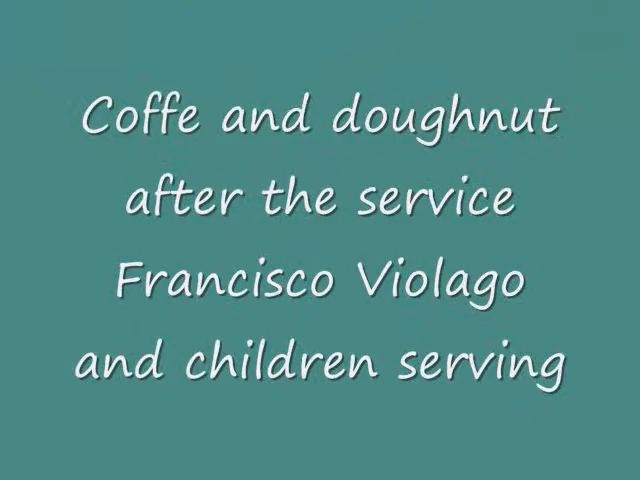 Coffe and doughnut
after the service
Francisco Violago
and children serving